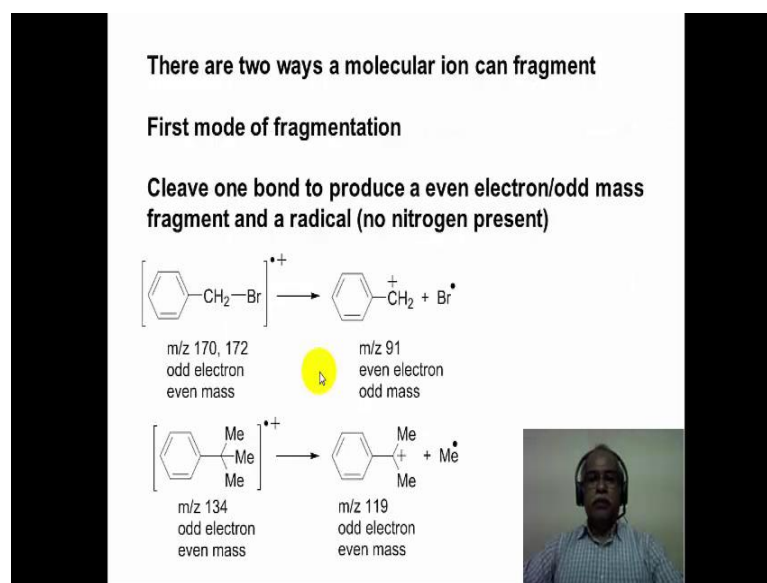 There are two ways a molecular ion can fragment
First mode of fragmentation
Cleave one bond to produce a even electron/odd mass
fragment and a radical (no nitrogen present)
•+
CH2—Br
+
CH2 + Br•
m/z 170, 172
odd electron
even mass
m/z 91
even electron
odd mass
•+
Me
Me
Me
Me
+ + Me•
Me
m/z 134
odd electron
even mass
m/z 119
odd electron
even mass